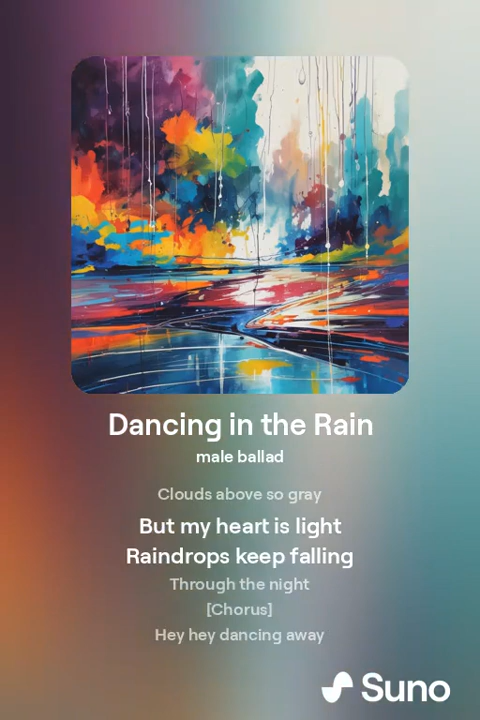 Dancing in the Rain
male ballad
Clouds above so gray
But my heart is light
Raindrops keep falling
Through the night
[Chorus]
Hey hey dancing away
Suno